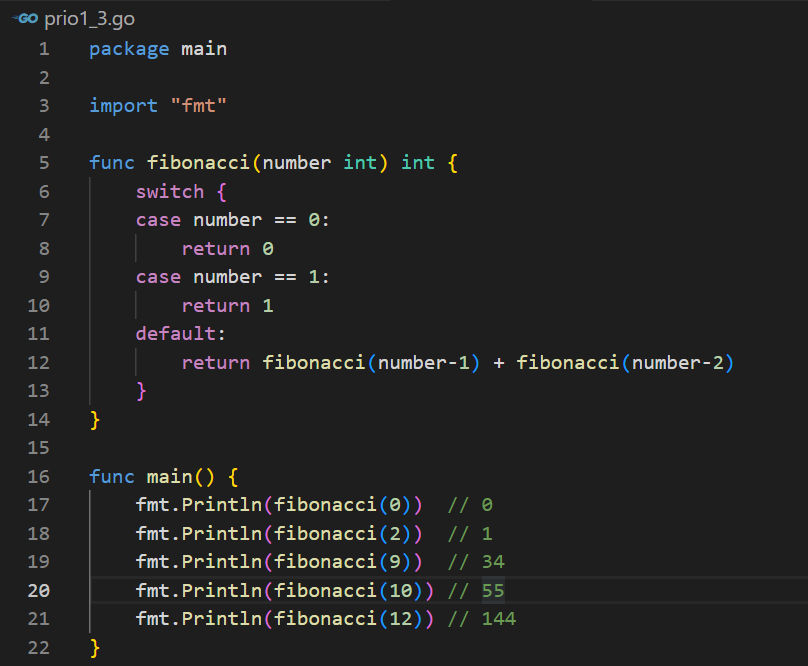 GO prio1_3.go
1 package main
2
3 import "fmt"
4
5 func fibonacci(number int) int {
6     switch {
7     case number == 0:
8         return 0
9     case number == 1:
10         return 1
11     default:
12         return fibonacci(number-1) + fibonacci(number-2)
13     }
14 }
15
16 func main() {
17     fmt.Println(fibonacci(0))  // 0
18     fmt.Println(fibonacci(2))  // 1
19     fmt.Println(fibonacci(9))  // 34
20     fmt.Println(fibonacci(10)) // 55
21     fmt.Println(fibonacci(12)) // 144
22 }